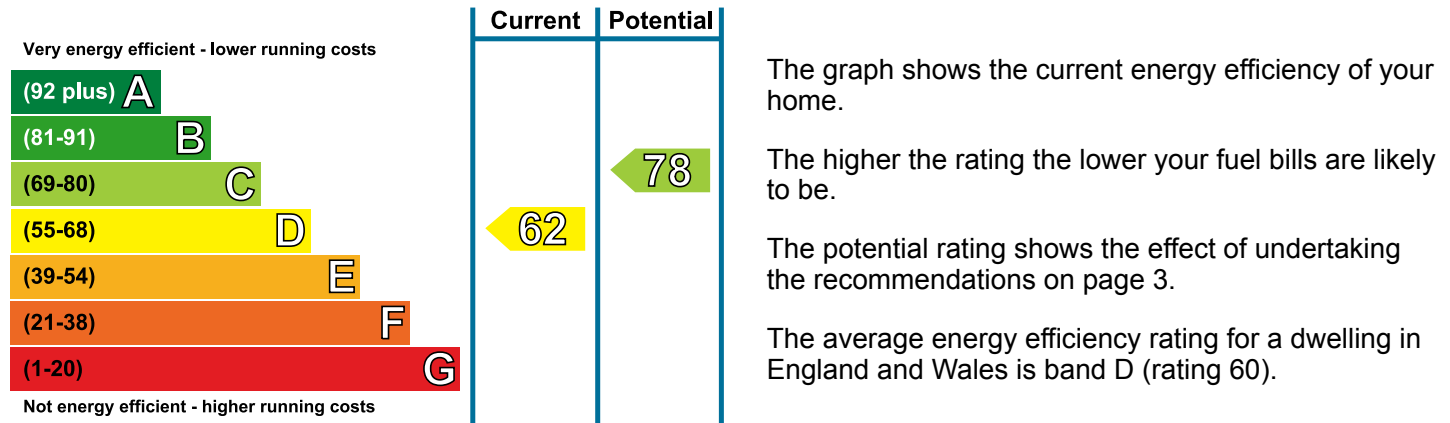 Current Potential
Very energy efficient - lower running costs
(92 plus) A
(81-91) B
(69-80) C
78
(55-68) D
62
(39-54) E
(21-38) F
(1-20) G
Not energy efficient - higher running costs
The graph shows the current energy efficiency of your
home.
The higher the rating the lower your fuel bills are likely
to be.
The potential rating shows the effect of undertaking
the recommendations on page 3.
The average energy efficiency rating for a dwelling in
England and Wales is band D (rating 60).